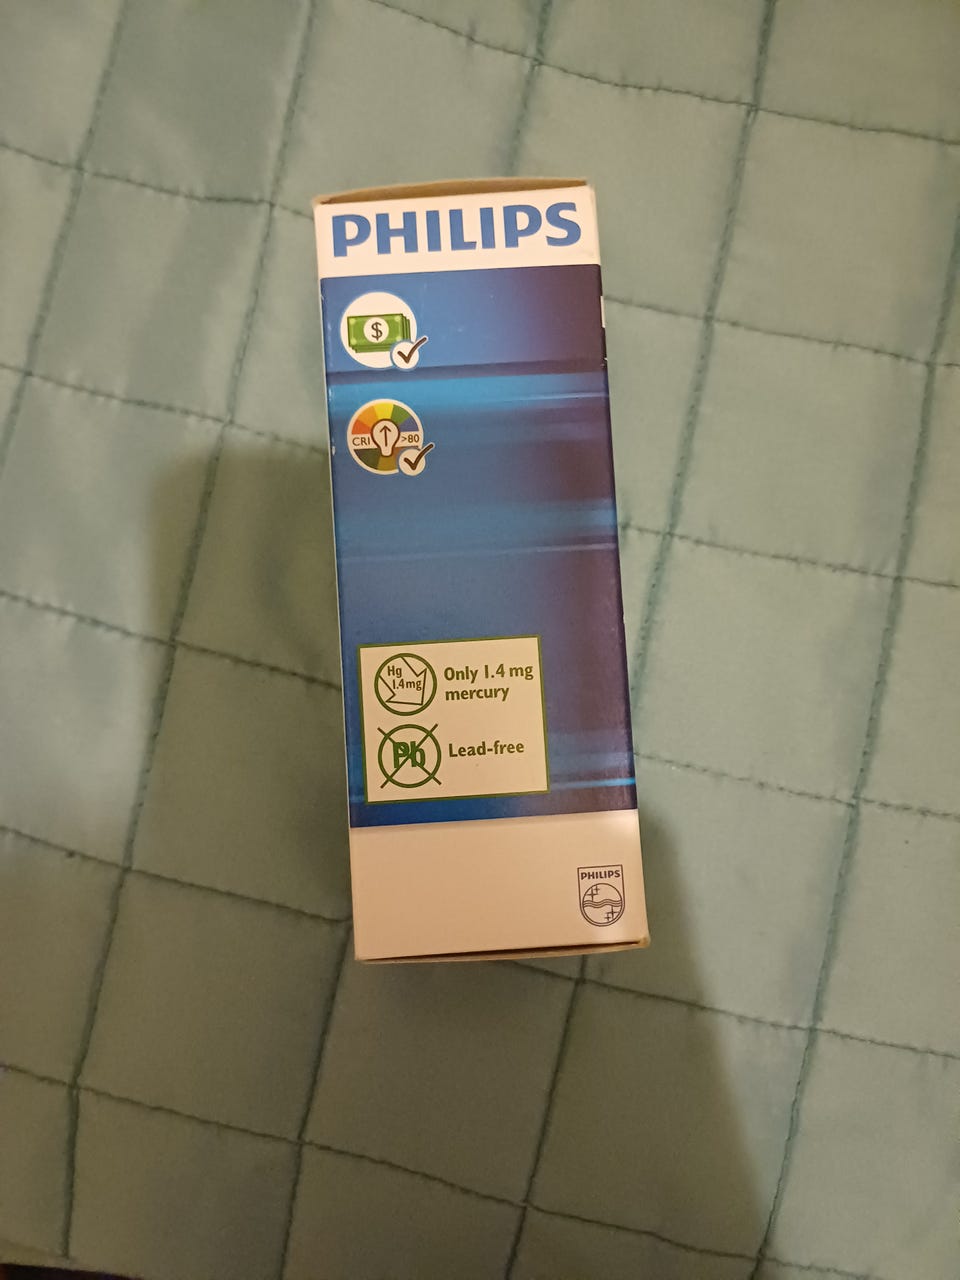 PHILIPS
$
CRI >80
Hg
1.4mg
Only 1.4 mg
mercury
Pb
Lead-free
PHILIPS